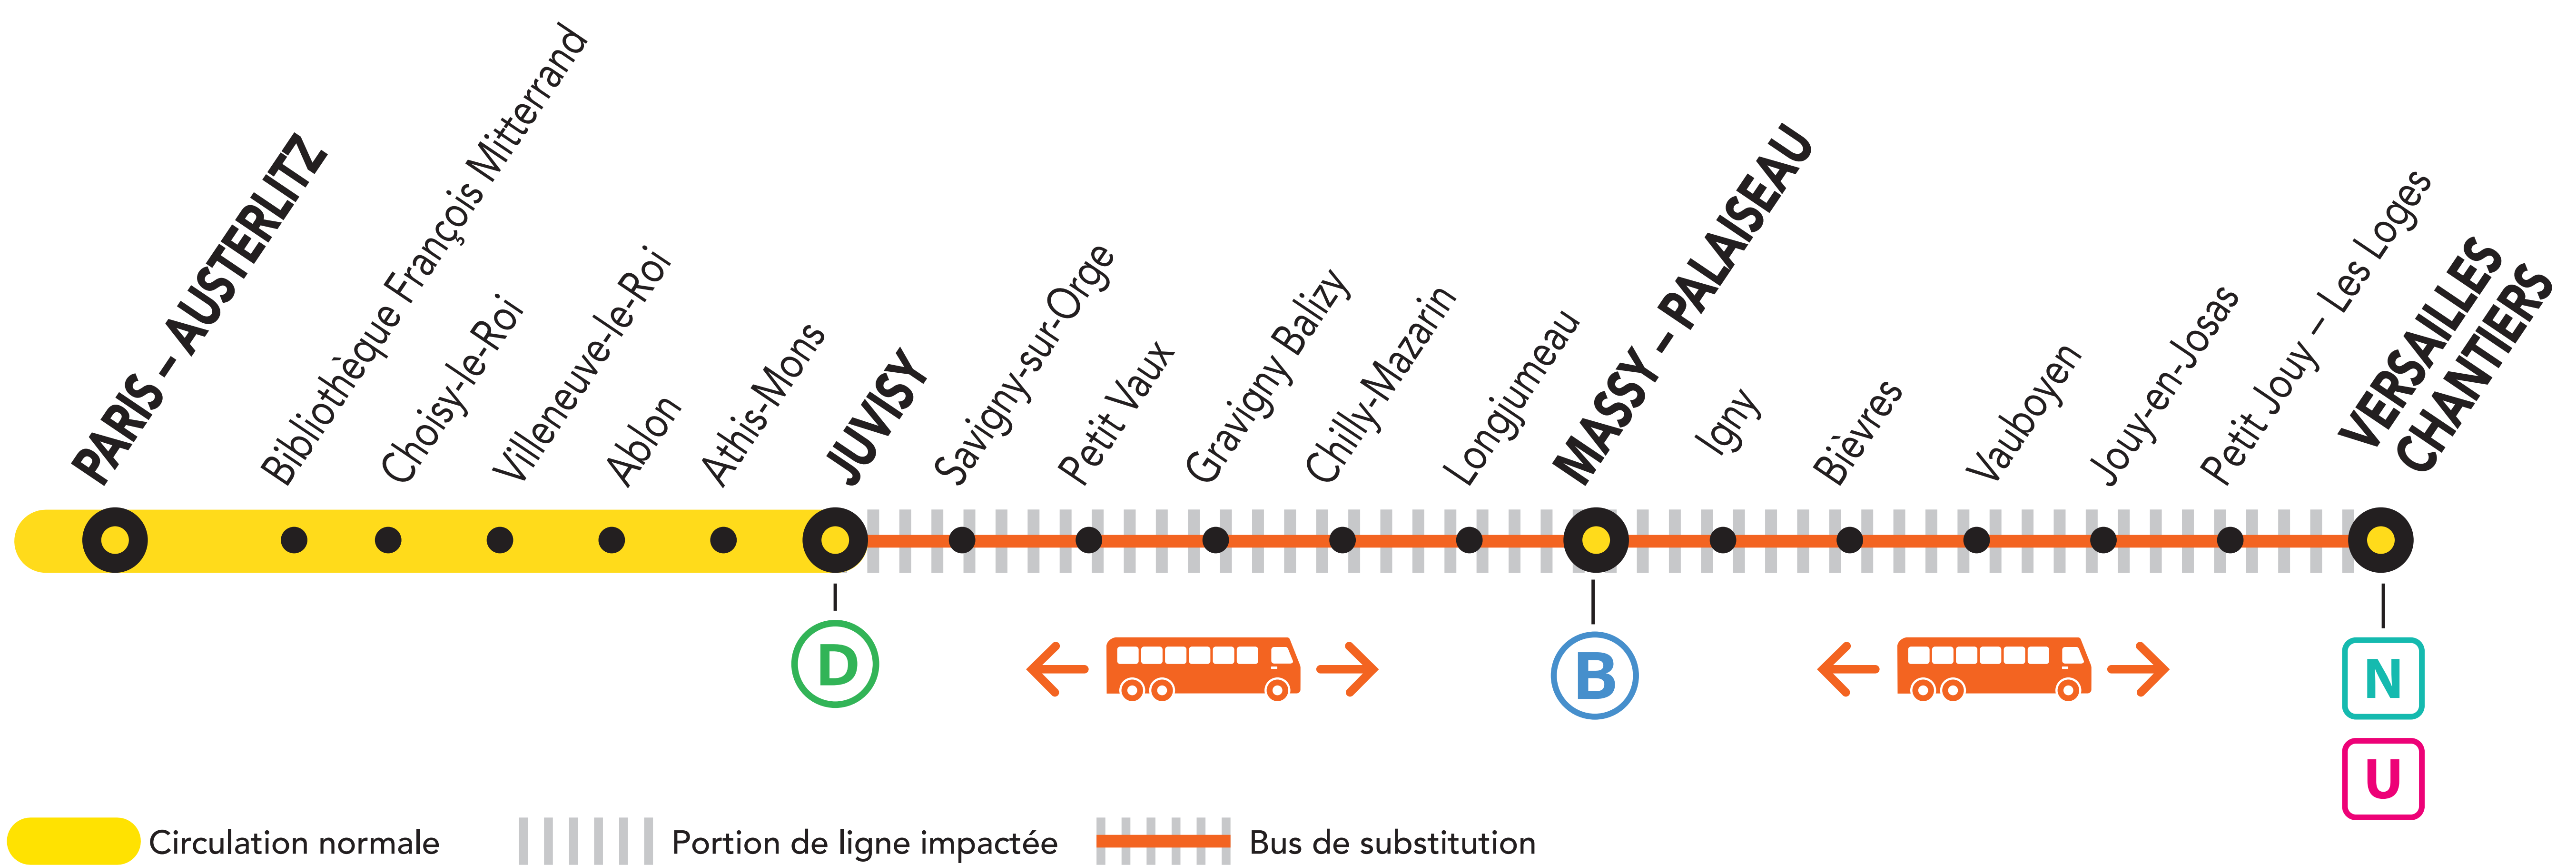 PARIS – AUSTERLITZ
Bibliothèque François Mitterrand
Choisy-le-Roi
Villeneuve-le-Roi
Ablon
Athis-Mons
JUVISY
Savigny-sur-Orge
Petit Vaux
Gravigny Balizy
Chilly-Mazarin
Longjumeau
MASSY – PALAISEAU
Igny
Bièvres
Vauboyen
Jouy-en-Josas
Petit Jouy – Les Loges
VERSAILLES
CHANTIERS
D
B
N
U
Circulation normale
Portion de ligne impactée
Bus de substitution